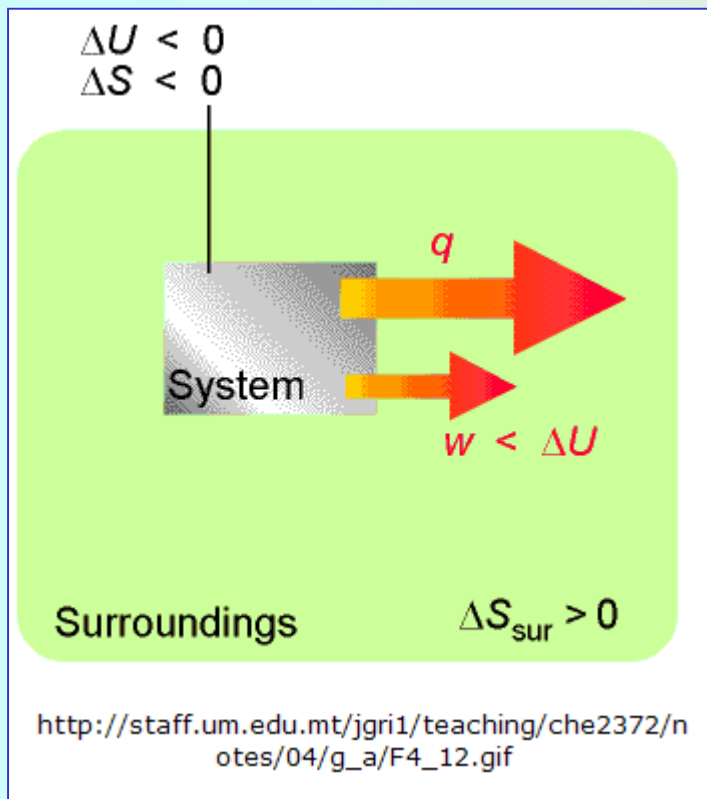 ΔU < 0
ΔS < 0
q
System
w < ΔU
Surroundings
ΔS_sur > 0
http://staff.um.edu.mt/jgri1/teaching/che2372/n
otes/04/g_a/F4_12.gif